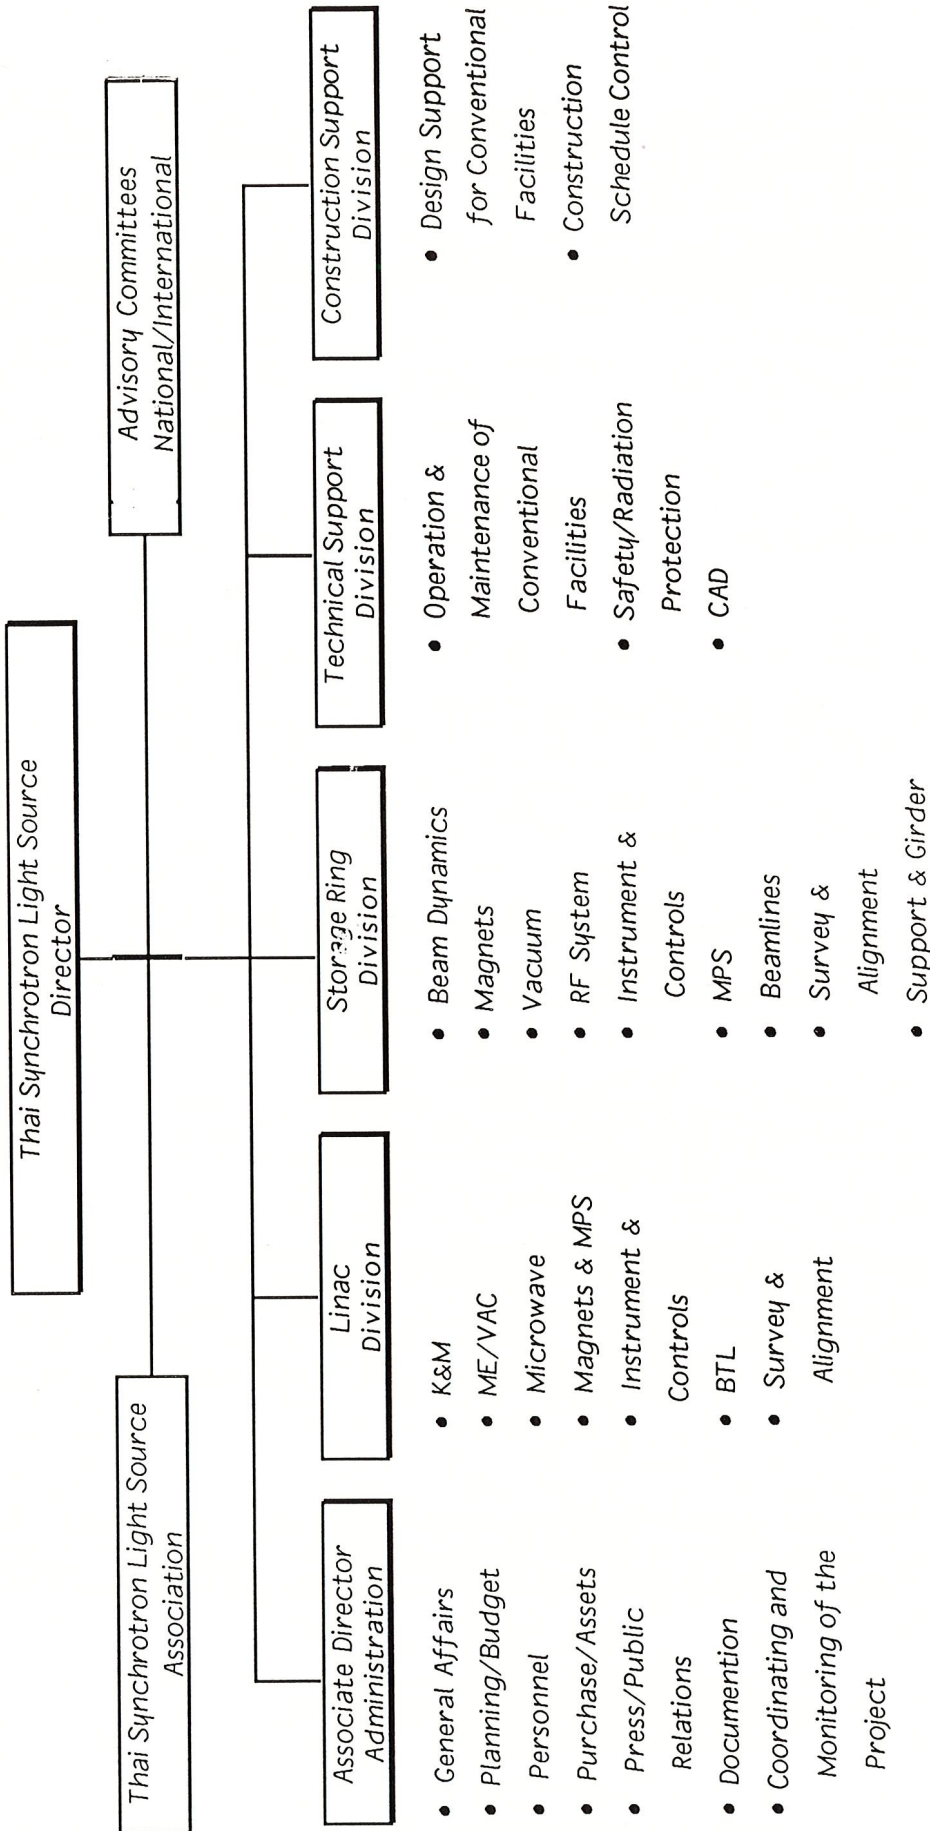 Thai Synchrotron Light Source
Director
Thai Synchrotron Light Source
Association
Advisory Committees
National/International
Associate Director
Administration
• General Affairs
• Planning/Budget
• Personnel
• Purchase/Assets
• Press/Public
Relations
• Documention
• Coordinating and
Monitoring of the
Project
Linac
Division
• K&M
• ME/VAC
• Microwave
• Magnets & MPS
• Instrument &
Controls
• BTL
• Survey &
Alignment
Storage Ring
Division
• Beam Dynamics
• Magnets
• Vacuum
• RF System
• Instrument &
Controls
• MPS
• Beamlines
• Survey &
Alignment
• Support & Girder
Technical Support
Division
• Operation &
Maintenance of
Conventional
Facilities
• Safety/Radiation
Protection
• CAD
Construction Support
Division
• Design Support
for Conventional
Facilities
• Construction
Schedule Control